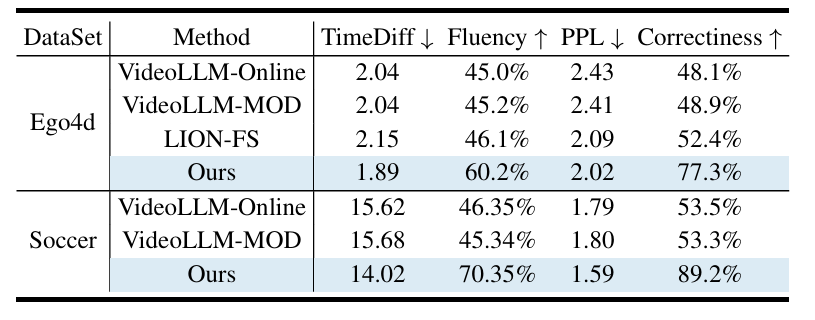 DataSet Method TimeDiff ↓ Fluency ↑ PPL ↓ Correctiness ↑
Ego4d
VideoLLM-Online 2.04 45.0% 2.43 48.1%
VideoLLM-MOD 2.04 45.2% 2.41 48.9%
LION-FS 2.15 46.1% 2.09 52.4%
Ours 1.89 60.2% 2.02 77.3%
Soccer
VideoLLM-Online 15.62 46.35% 1.79 53.5%
VideoLLM-MOD 15.68 45.34% 1.80 53.3%
Ours 14.02 70.35% 1.59 89.2%